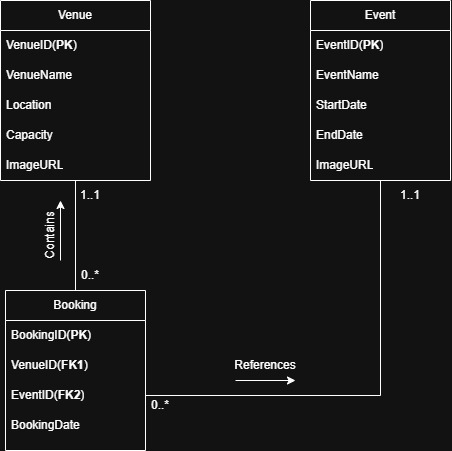 Venue
VenueID(PK)
VenueName
Location
Capacity
ImageURL
Event
EventID(PK)
EventName
StartDate
EndDate
ImageURL
1..1
1..1
Contains
0..*
Booking
BookingID(PK)
VenueID(FK1)
EventID(FK2)
BookingDate
References
0..*